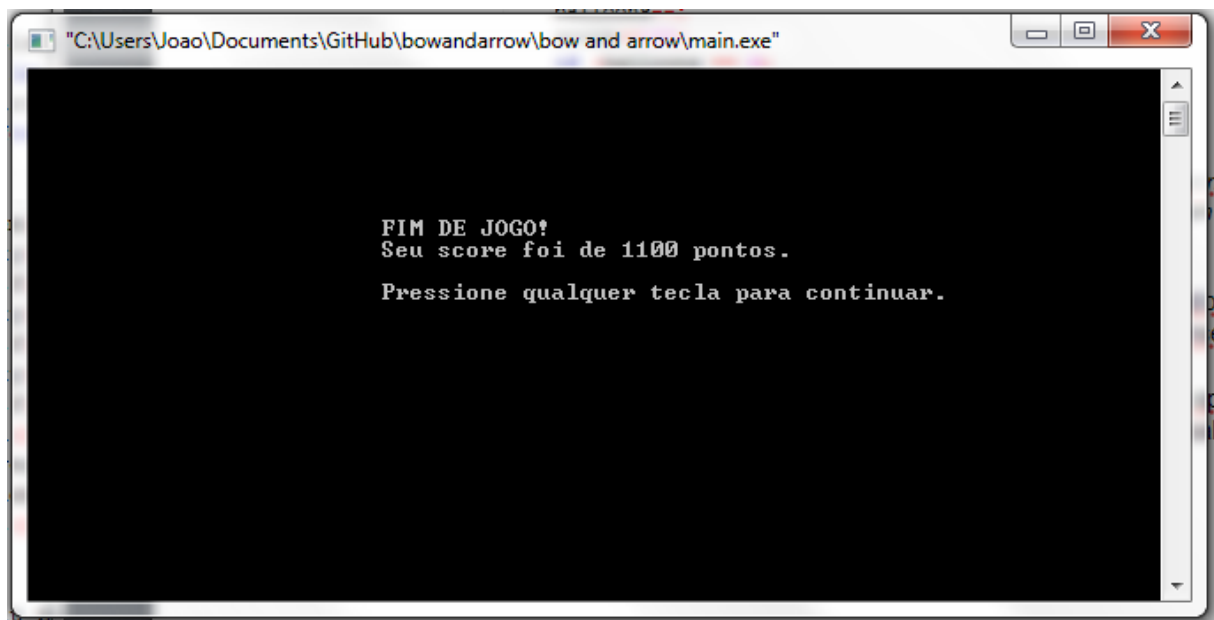 "C:\Users\Joao\Documents\GitHub\bowandarrow\bow and arrow\main.exe"
FIM DE JOGO!
Seu score foi de 1100 pontos.
Pressione qualquer tecla para continuar.